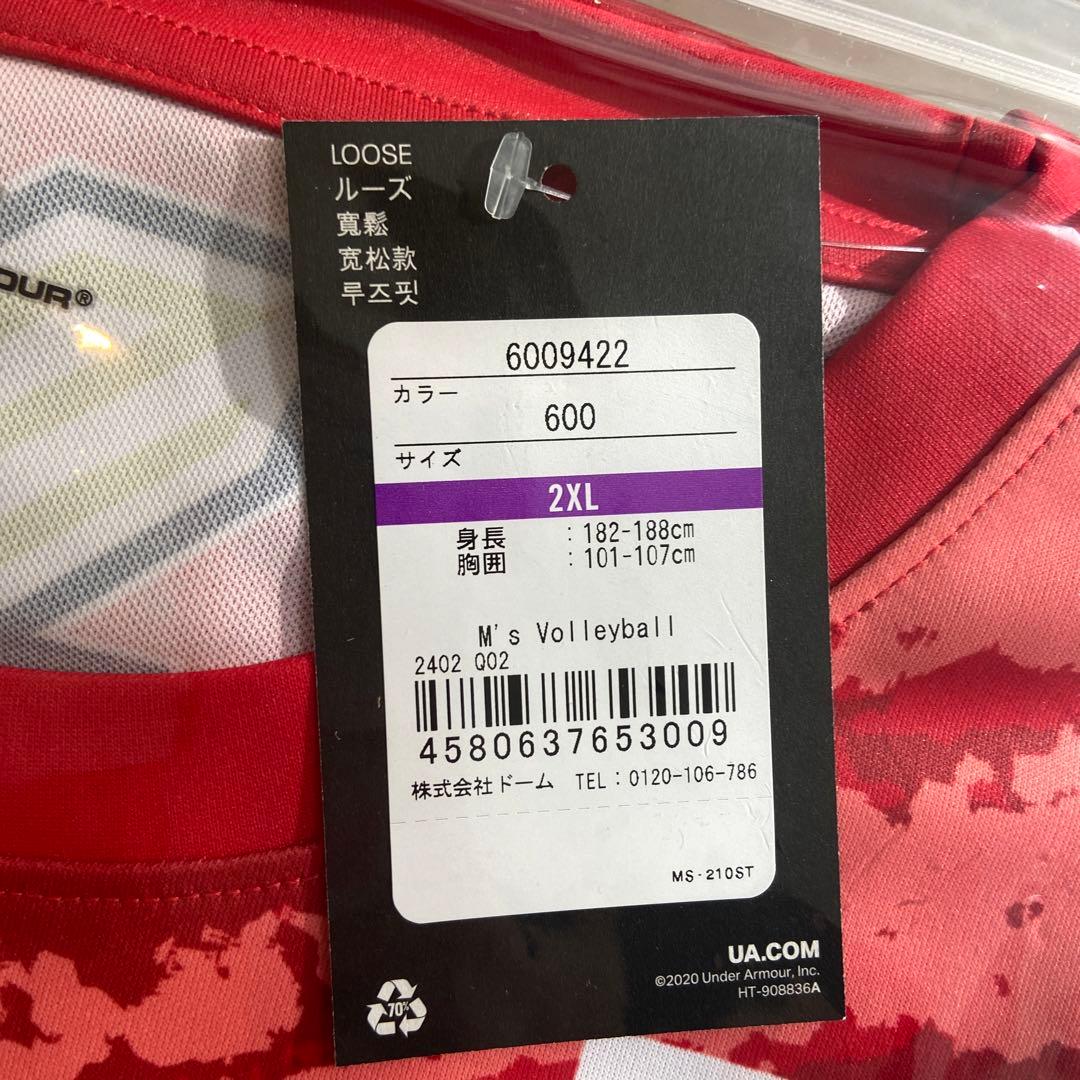 LOOSE
ルーズ
寬鬆
宽松款
루즈핏
OUR®
6009422
カラー
600
サイズ
2XL
身長 : 182-188cm
胸囲 : 101-107cm
M's Volleyball
2402 Q02
4580637653009
株式会社ドーム TEL : 0120-106-786
MS-210ST
UA.COM
©2020 Under Armour, Inc.
HT-908836A
70%